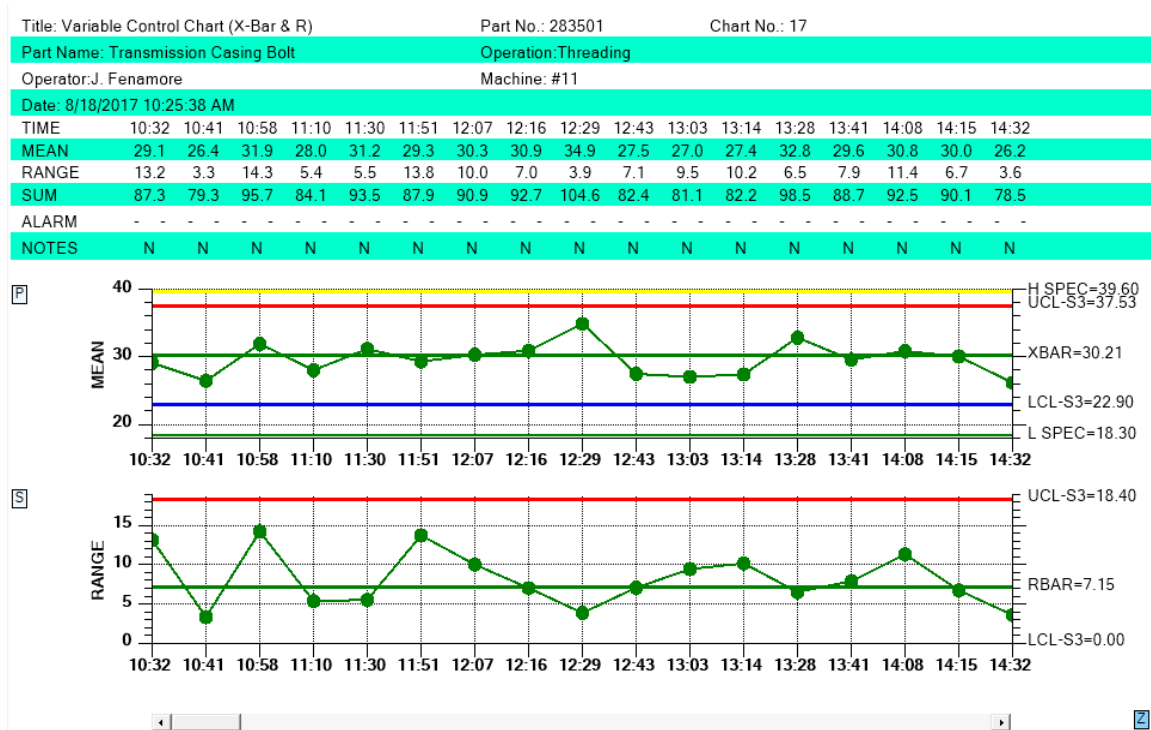 Title: Variable Control Chart (X-Bar & R) Part No.: 283501 Chart No.: 17
Part Name: Transmission Casing Bolt Operation:Threading
Operator:J. Fenamore Machine: #11
Date: 8/18/2017 10:25:38 AM
TIME 10:32 10:41 10:58 11:10 11:30 11:51 12:07 12:16 12:29 12:43 13:03 13:14 13:28 13:41 14:08 14:15 14:32
MEAN 29.1 26.4 31.9 28.0 31.2 29.3 30.3 30.9 34.9 27.5 27.0 27.4 32.8 29.6 30.8 30.0 26.2
RANGE 13.2 3.3 14.3 5.4 5.5 13.8 10.0 7.0 3.9 7.1 9.5 10.2 6.5 7.9 11.4 6.7 3.6
SUM 87.3 79.3 95.7 84.1 93.5 87.9 90.9 92.7 104.6 82.4 81.1 82.2 98.5 88.7 92.5 90.1 78.5
ALARM - - - - - - - - - - - - - - - - - - - - - - - - - - - - - - - - - -
NOTES N N N N N N N N N N N N N N N N N
P
MEAN
40
30
20
H SPEC=39.60
UCL-S3=37.53
XBAR=30.21
LCL-S3=22.90
L SPEC=18.30
10:32 10:41 10:58 11:10 11:30 11:51 12:07 12:16 12:29 12:43 13:03 13:14 13:28 13:41 14:08 14:15 14:32
S
RANGE
15
10
5
0
UCL-S3=18.40
RBAR=7.15
LCL-S3=0.00
10:32 10:41 10:58 11:10 11:30 11:51 12:07 12:16 12:29 12:43 13:03 13:14 13:28 13:41 14:08 14:15 14:32
Z